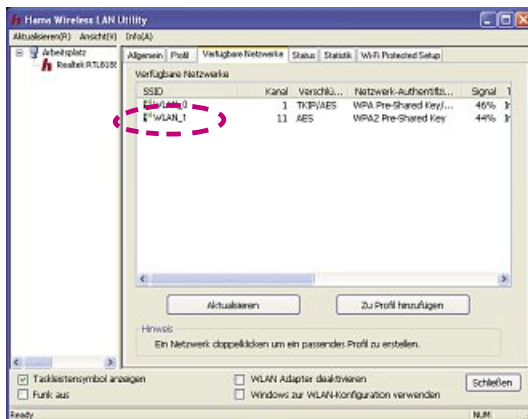 Hama Wireless LAN Utility
Aktualisieren(R) Ansicht(V) Info(A)
Arbeitsplatz
Realtek RTL818
Allgemein Profil Verfügbare Netzwerke Status Statistik Wi-Fi Protected Setup
Verfügbare Netzwerke
SSID Kanal Verschlü... Netzwerk-Authentifizi... Signal T
WLAN_0 1 TKIP/AES WPA Pre-Shared Key/... 46% Ir
WLAN_1 11 AES WPA2 Pre-Shared Key 44% Ir
Aktualisieren Zu Profil hinzufügen
Hinweis
Ein Netzwerk doppelklicken um ein passendes Profil zu erstellen.
Taskleistensymbol anzeigen WLAN Adapter deaktivieren
Funk aus Windows zur WLAN-Konfiguration verwenden
Schließen
Ready NUM